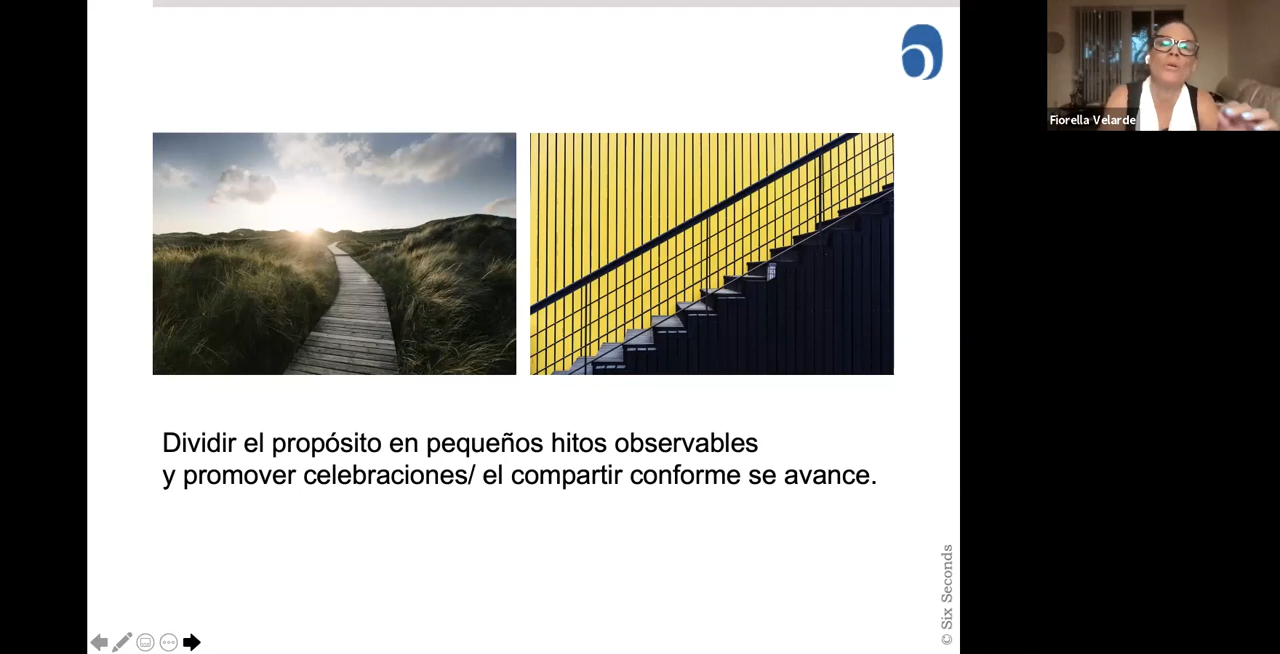 Fiorella Velarde
Dividir el propósito en pequeños hitos observables
y promover celebraciones/ el compartir conforme se avance.
© Six Seconds